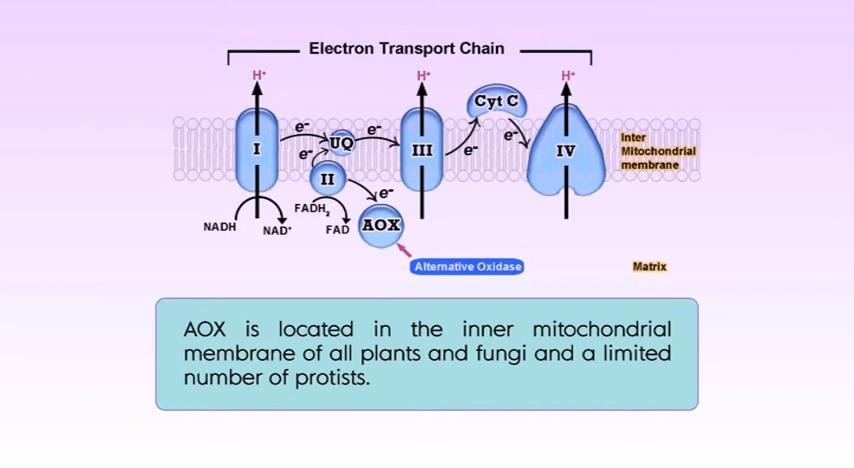 Electron Transport Chain
H⁺ H⁺ H⁺
Cyt C
e⁻ e⁻ e⁻
I UQ III e⁻ IV
e⁻
II
e⁻
Inter
Mitochondrial
membrane
FADH₂
NADH NAD⁺ FAD AOX
Alternative Oxidase
Matrix
AOX is located in the inner mitochondrial
membrane of all plants and fungi and a limited
number of protists.